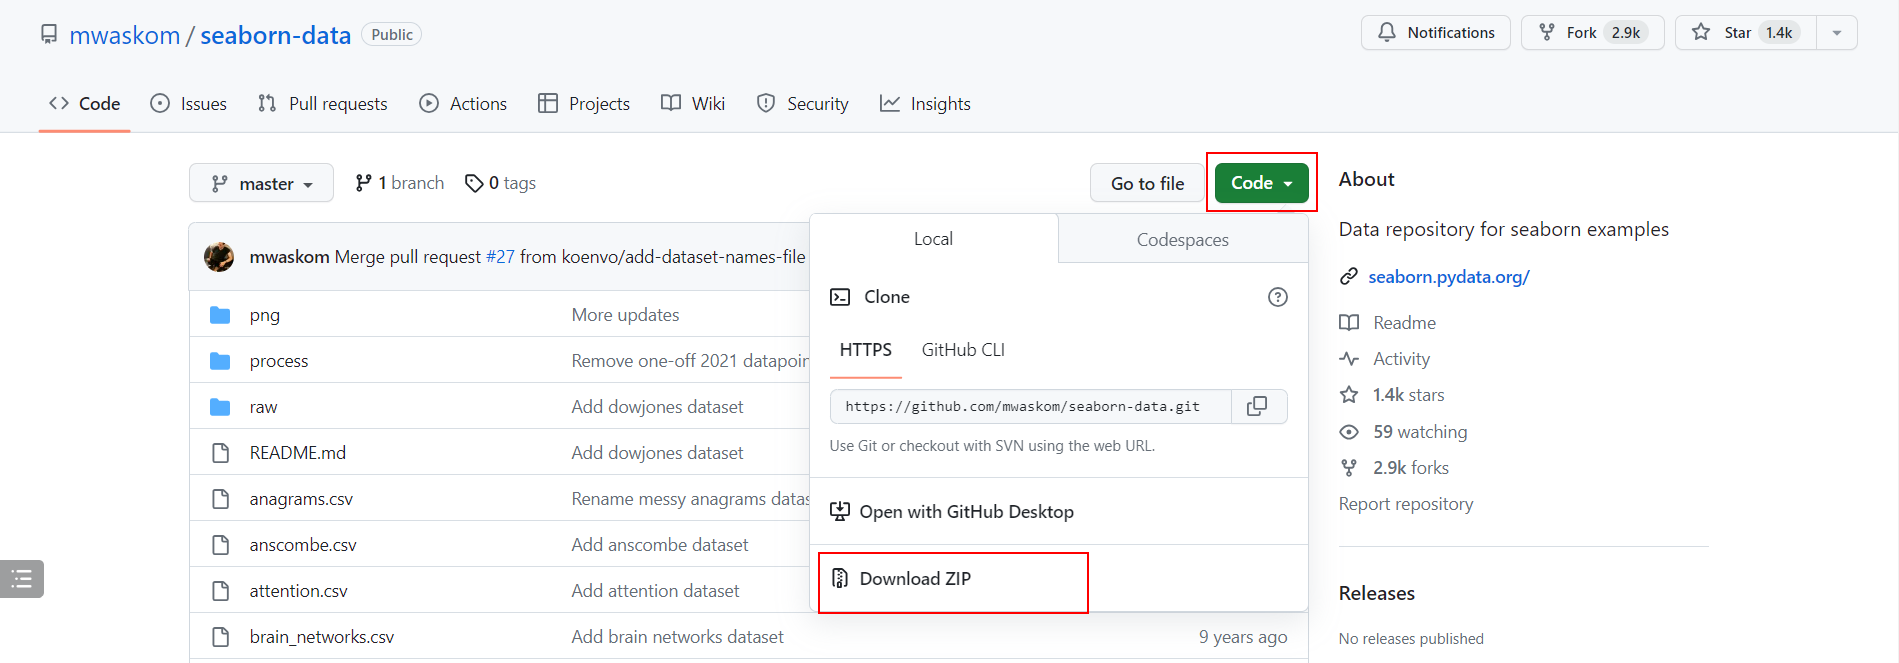 mwaskom / seaborn-data Public
Notifications Fork 2.9k Star 1.4k
Code Issues Pull requests Actions Projects Wiki Security Insights
master 1 branch 0 tags Go to file Code
mwaskom Merge pull request #27 from koenvo/add-dataset-names-file
png More updates
process Remove one-off 2021 datapoin
raw Add dowjones dataset
README.md Add dowjones dataset
anagrams.csv Rename messy anagrams datas
anscombe.csv Add anscombe dataset
attention.csv Add attention dataset
brain_networks.csv Add brain networks dataset 9 years ago
Local Codespaces
Clone
HTTPS GitHub CLI
https://github.com/mwaskom/seaborn-data.git
Use Git or checkout with SVN using the web URL.
Open with GitHub Desktop
Download ZIP
About
Data repository for seaborn examples
seaborn.pydata.org/
Readme
Activity
1.4k stars
59 watching
2.9k forks
Report repository
Releases
No releases published